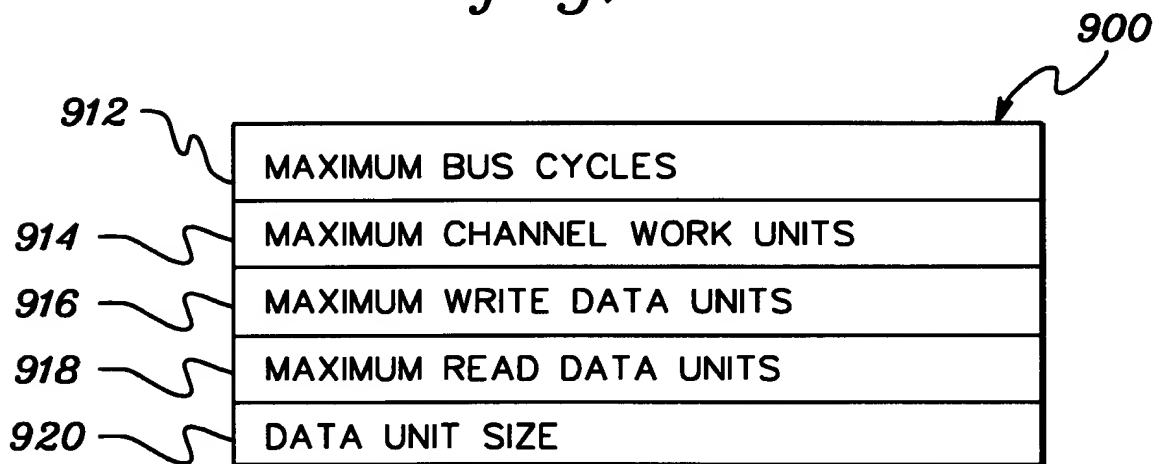 900
912 MAXIMUM BUS CYCLES
914 MAXIMUM CHANNEL WORK UNITS
916 MAXIMUM WRITE DATA UNITS
918 MAXIMUM READ DATA UNITS
920 DATA UNIT SIZE